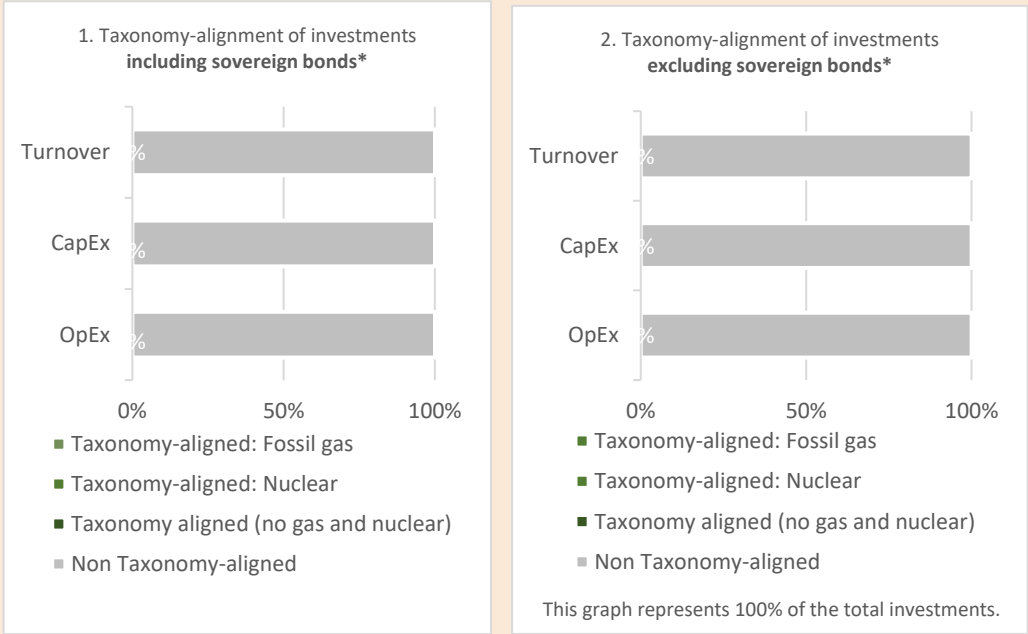 1. Taxonomy-alignment of investments
including sovereign bonds*
Turnover
%
CapEx
%
OpEx
%
0% 50% 100%
Taxonomy-aligned: Fossil gas
Taxonomy-aligned: Nuclear
Taxonomy aligned (no gas and nuclear)
Non Taxonomy-aligned
2. Taxonomy-alignment of investments
excluding sovereign bonds*
Turnover
%
CapEx
%
OpEx
%
0% 50% 100%
Taxonomy-aligned: Fossil gas
Taxonomy-aligned: Nuclear
Taxonomy aligned (no gas and nuclear)
Non Taxonomy-aligned
This graph represents 100% of the total investments.